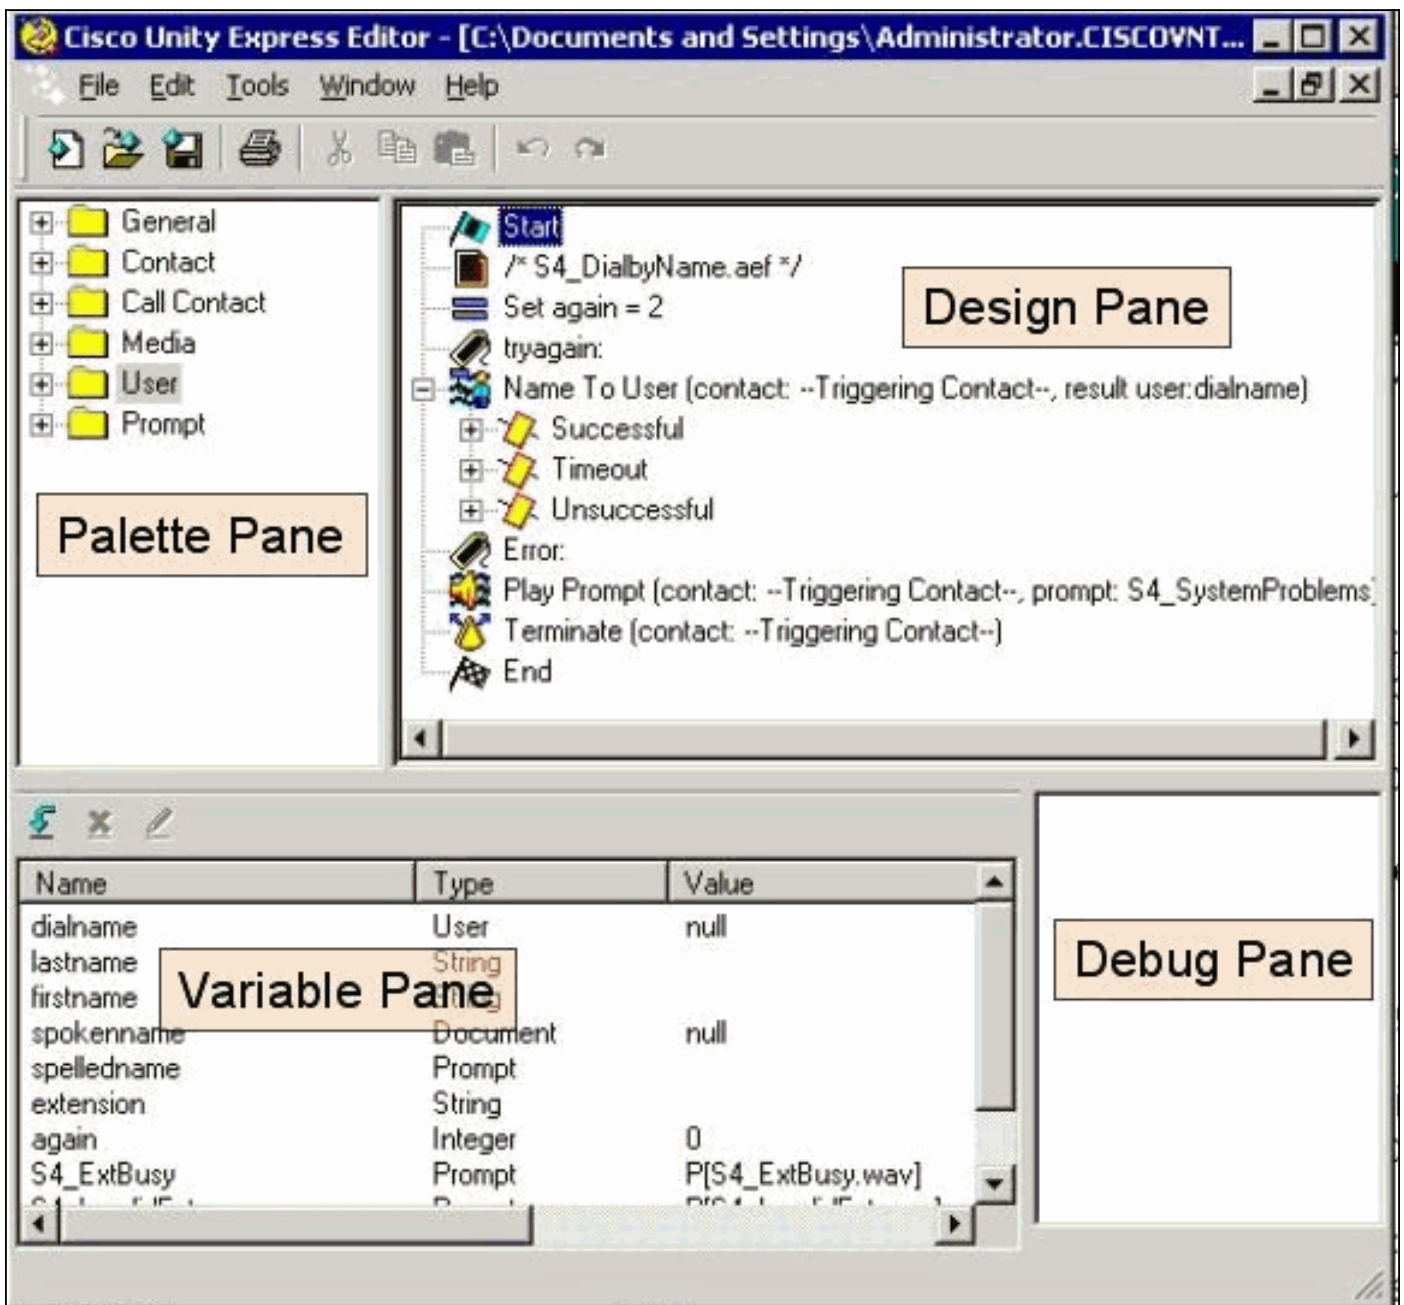 Cisco Unity Express Editor - [C:\Documents and Settings\Administrator.CISCOVNT...
File Edit Tools Window Help
General
Contact
Call Contact
Media
User
Prompt
Palette Pane
Start
/* S4_DialbyName.aef */
Set again = 2
tryagain:
Name To User (contact: --Triggering Contact--, result user:dialname)
Successful
Timeout
Unsuccessful
Error:
Play Prompt (contact: --Triggering Contact--, prompt: S4_SystemProblems)
Terminate (contact: --Triggering Contact--)
End
Design Pane
Name Type Value
dialname User null
lastname String
firstname String
spokenname Document null
spelledname Prompt
extension String
again Integer 0
S4_ExtBusy Prompt P[S4_ExtBusy.wav]
Variable Pane
Debug Pane